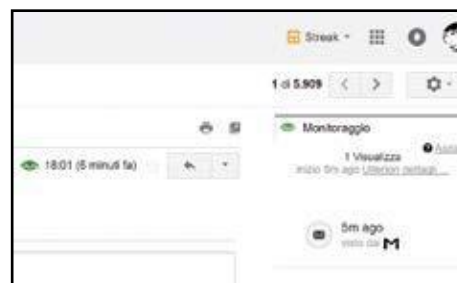 Streak
1 di 5.909
Monitoraggio
18:01 (6 minuti fa)
1 Visualizza
inizio 5m ago Ulteriori dettagli ...
5m ago
visto da M